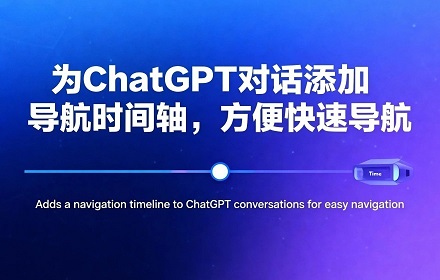 为ChatGPT对话添加
导航时间轴，方便快速导航
Time
Adds a navigation timeline to ChatGPT conversations for easy navigation